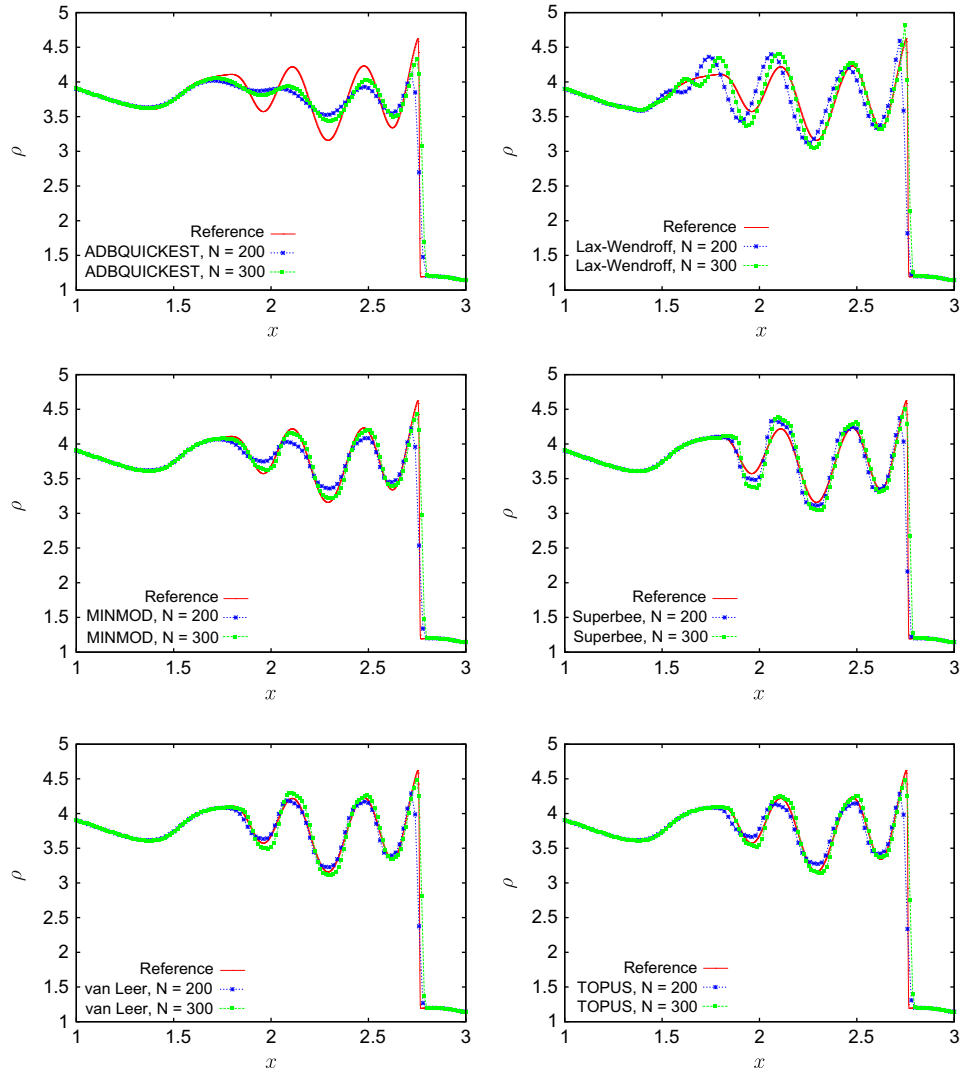 5
4.5
4
3.5
3
2.5
2
1.5
1
ρ
Reference
ADBQUICKEST, N = 200
ADBQUICKEST, N = 300
1
1.5
2
2.5
3
x
5
4.5
4
3.5
3
2.5
2
1.5
1
ρ
Reference
Lax-Wendroff, N = 200
Lax-Wendroff, N = 300
1
1.5
2
2.5
3
x
5
4.5
4
3.5
3
2.5
2
1.5
1
ρ
Reference
MINMOD, N = 200
MINMOD, N = 300
1
1.5
2
2.5
3
x
5
4.5
4
3.5
3
2.5
2
1.5
1
ρ
Reference
Superbee, N = 200
Superbee, N = 300
1
1.5
2
2.5
3
x
5
4.5
4
3.5
3
2.5
2
1.5
1
ρ
Reference
van Leer, N = 200
van Leer, N = 300
1
1.5
2
2.5
3
x
5
4.5
4
3.5
3
2.5
2
1.5
1
ρ
Reference
TOPUS, N = 200
TOPUS, N = 300
1
1.5
2
2.5
3
x